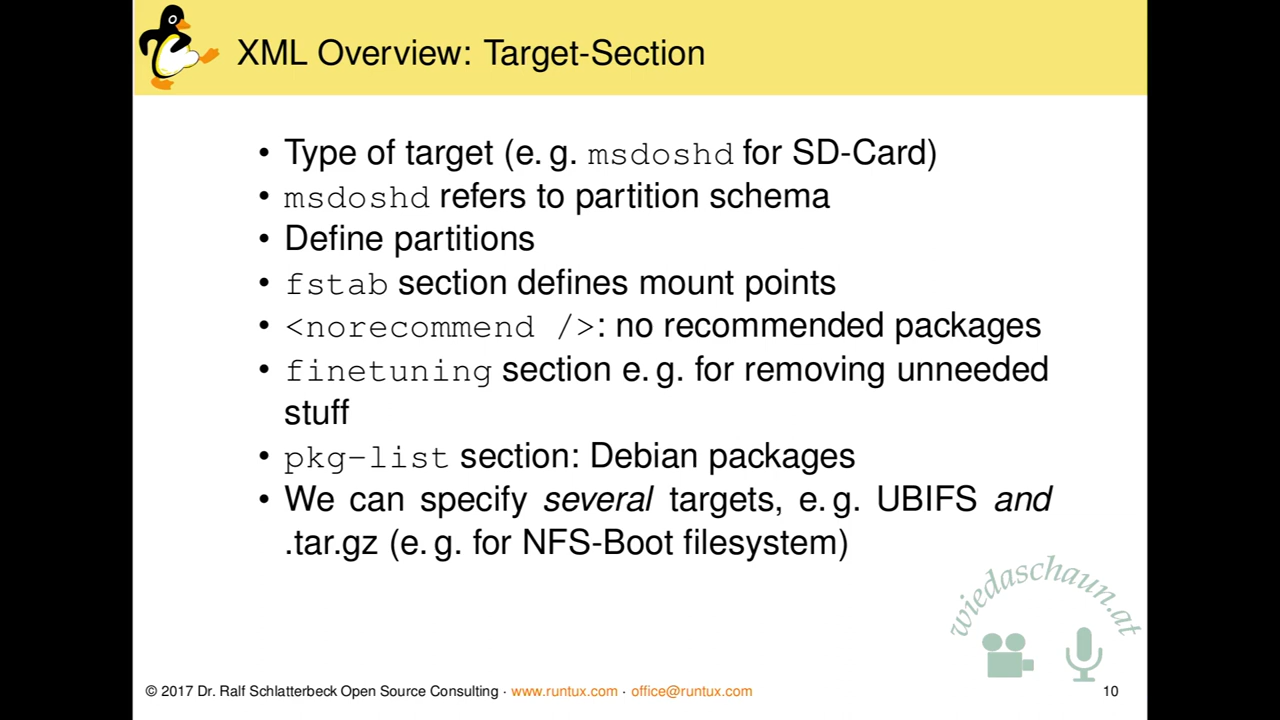 XML Overview: Target-Section
• Type of target (e. g. msdoshd for SD-Card)
• msdoshd refers to partition schema
• Define partitions
• fstab section defines mount points
• <norecommend />: no recommended packages
• finetuning section e. g. for removing unneeded
stuff
• pkg-list section: Debian packages
• We can specify several targets, e. g. UBIFS and
.tar.gz (e. g. for NFS-Boot filesystem)
wiedaschaun.at
© 2017 Dr. Ralf Schlatterbeck Open Source Consulting · www.runtux.com · office@runtux.com 10